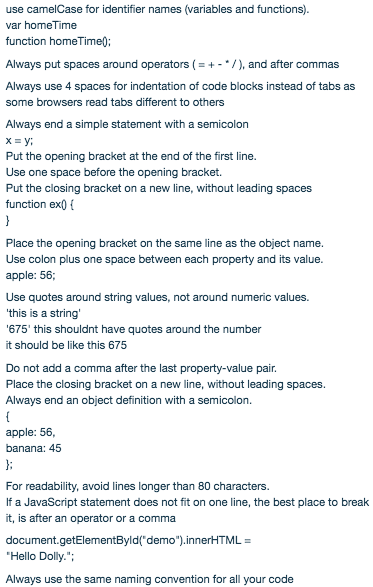 use camelCase for identifier names (variables and functions).
var homeTime
function homeTime();
Always put spaces around operators ( = + - * / ), and after commas
Always use 4 spaces for indentation of code blocks instead of tabs as
some browsers read tabs different to others
Always end a simple statement with a semicolon
x = y;
Put the opening bracket at the end of the first line.
Use one space before the opening bracket.
Put the closing bracket on a new line, without leading spaces
function ex() {
}
Place the opening bracket on the same line as the object name.
Use colon plus one space between each property and its value.
apple: 56;
Use quotes around string values, not around numeric values.
'this is a string'
'675' this shouldnt have quotes around the number
it should be like this 675
Do not add a comma after the last property-value pair.
Place the closing bracket on a new line, without leading spaces.
Always end an object definition with a semicolon.
{
apple: 56,
banana: 45
};
For readability, avoid lines longer than 80 characters.
If a JavaScript statement does not fit on one line, the best place to break
it, is after an operator or a comma
document.getElementById("demo").innerHTML =
"Hello Dolly.";
Always use the same naming convention for all your code